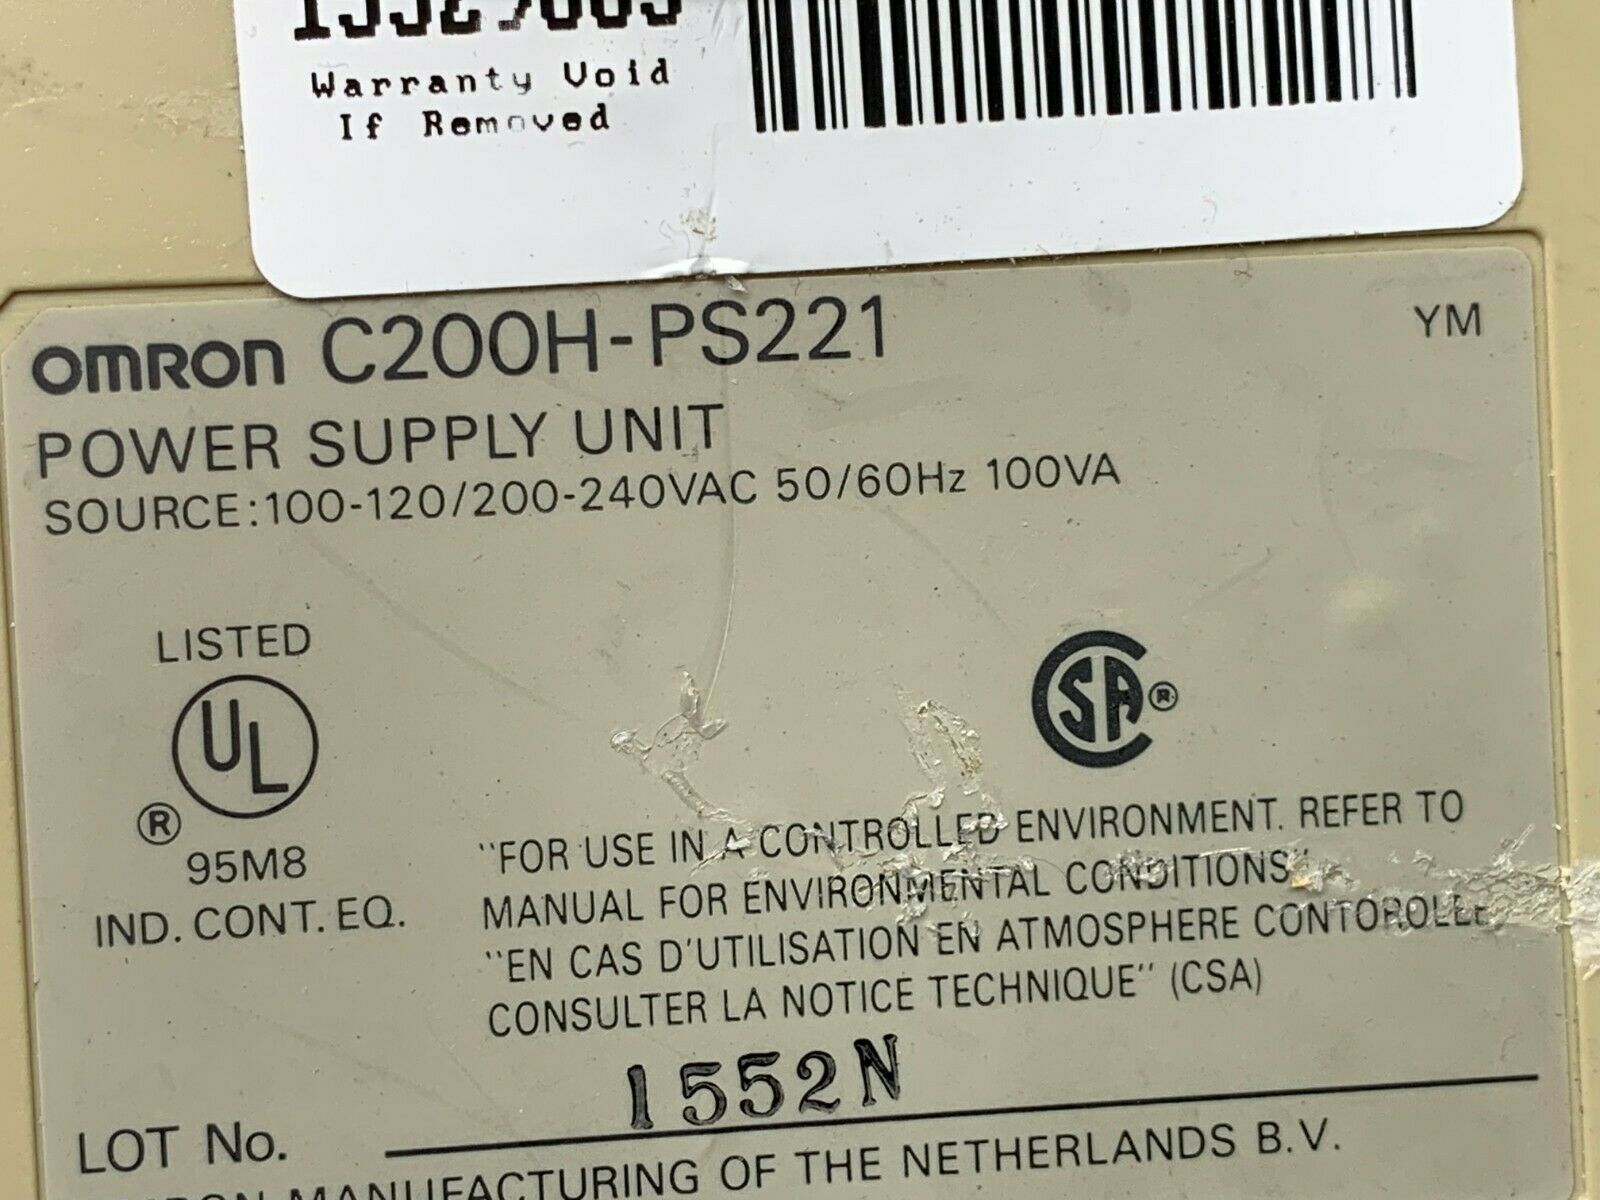 Warranty Void
If Removed
OMRON C200H-PS221 YM
POWER SUPPLY UNIT
SOURCE:100-120/200-240VAC 50/60Hz 100VA
LISTED
UL
®
95M8
IND. CONT. EQ.
CSA®
"FOR USE IN A CONTROLLED ENVIRONMENT. REFER TO
MANUAL FOR ENVIRONMENTAL CONDITIONS"
"EN CAS D'UTILISATION EN ATMOSPHERE CONTOROLLE,
CONSULTER LA NOTICE TECHNIQUE" (CSA)
LOT No. 1552N
MANUFACTURING OF THE NETHERLANDS B.V.